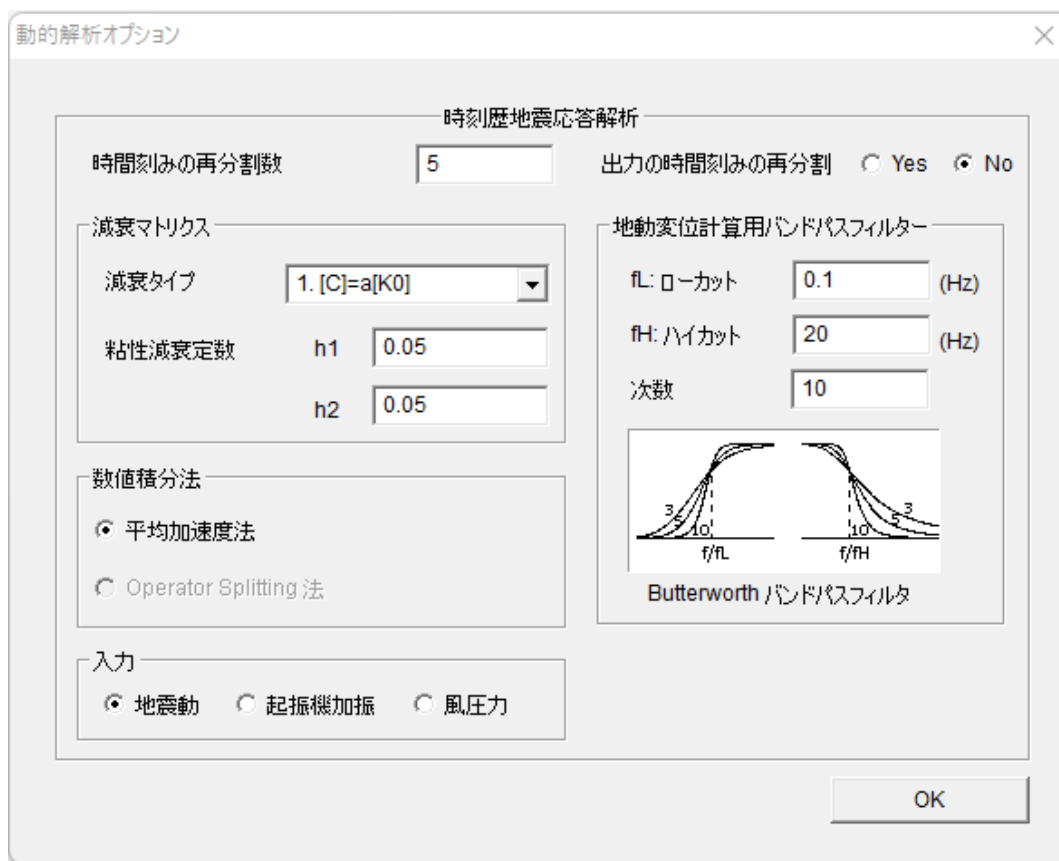 動的解析オプション
時刻歴地震応答解析
時間刻みの再分割数 5 出力の時間刻みの再分割 Yes No
減衰マトリクス
減衰タイプ 1. [C]=a[K0]
粘性減衰定数 h1 0.05
h2 0.05
地動変位計算用バンドパスフィルター
fL: ローカット 0.1 (Hz)
fH: ハイカット 20 (Hz)
次数 10
3 5 10 f/fL
3 5 10 f/fH
Butterworth バンドパスフィルタ
数値積分法
平均加速度法
Operator Splitting 法
入力
地震動 起振機加振 風圧力
OK